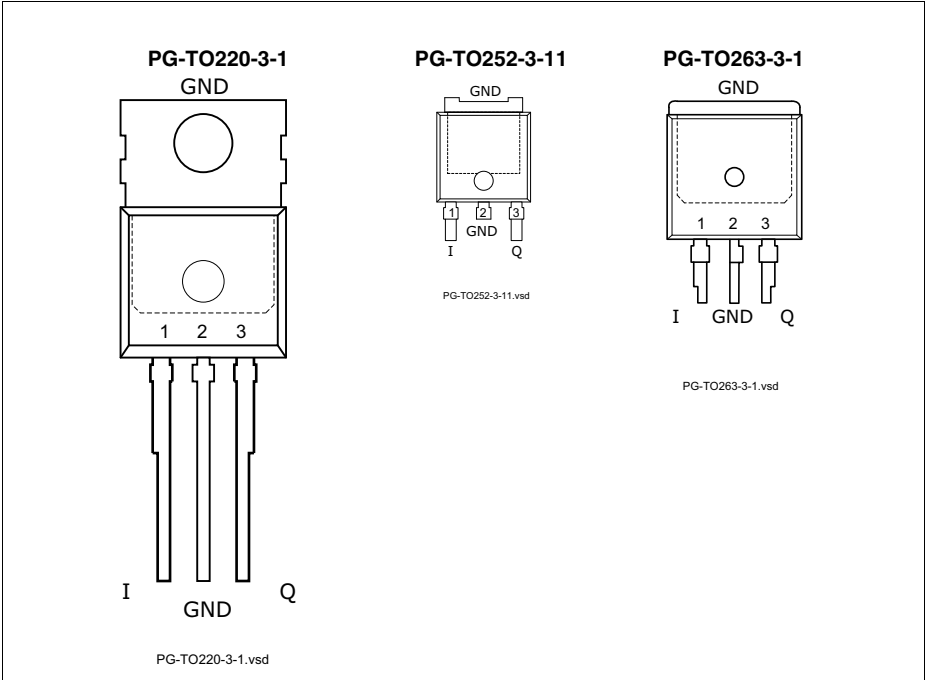 PG-TO220-3-1
GND
1 2 3
I
GND
Q
PG-TO220-3-1.vsd
PG-TO252-3-11
GND
1 2 3
GND
I Q
PG-TO252-3-11.vsd
PG-TO263-3-1
GND
1 2 3
I GND Q
PG-TO263-3-1.vsd